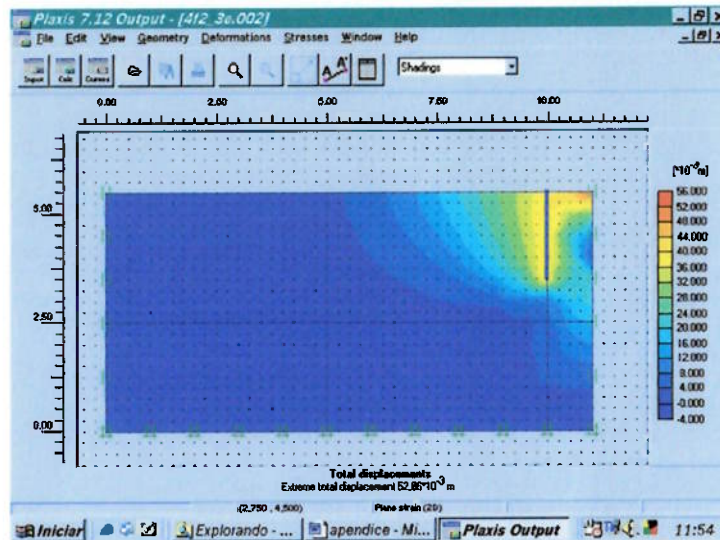 Plaxis 7.12 Output - [4f2_3e.002]
File Edit View Geometry Deformations Stresses Window Help
Input Calc Curves Shadings
0.00 2.50 5.00 7.50 10.00
[*10⁻³m]
56.000
52.000
48.000
44.000
40.000
36.000
32.000
28.000
24.000
20.000
16.000
12.000
8.000
4.000
-0.000
-4.000
5.00
2.50
0.00
Total displacements
Extreme total displacement 52.86*10⁻³ m
(2,750 , 4,500) Plane strain (2D)
Iniciar Explorando - ... apendice - Mi... Plaxis Output 11:54